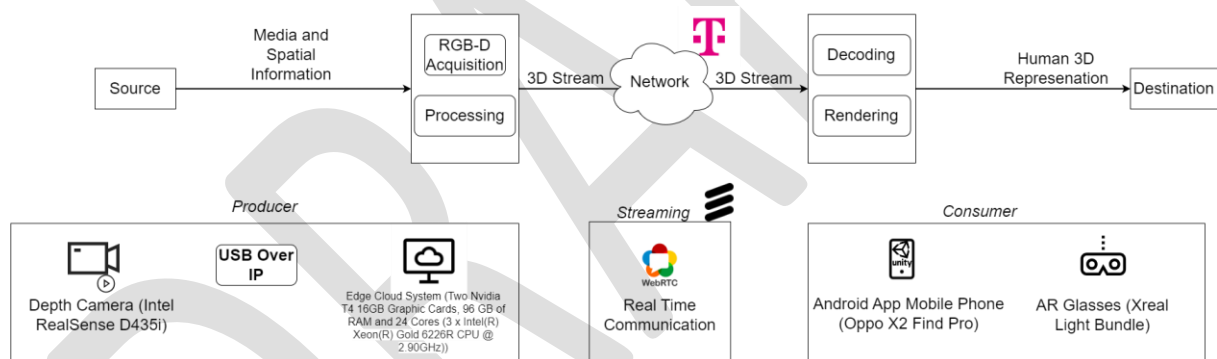 Source
Media and
Spatial
Information
RGB-D
Acquisition
Processing
3D Stream
Network
T
3D Stream
Decoding
Rendering
Human 3D
Represenation
Destination
Producer
Depth Camera (Intel
RealSense D435i)
USB Over
IP
Edge Cloud System (Two Nvidia
T4 16GB Graphic Cards, 96 GB of
RAM and 24 Cores (3 x Intel(R)
Xeon(R) Gold 6226R CPU @
2.90GHz))
Streaming
WebRTC
Real Time
Communication
Consumer
unity
Android App Mobile Phone
(Oppo X2 Find Pro)
AR Glasses (Xreal
Light Bundle)